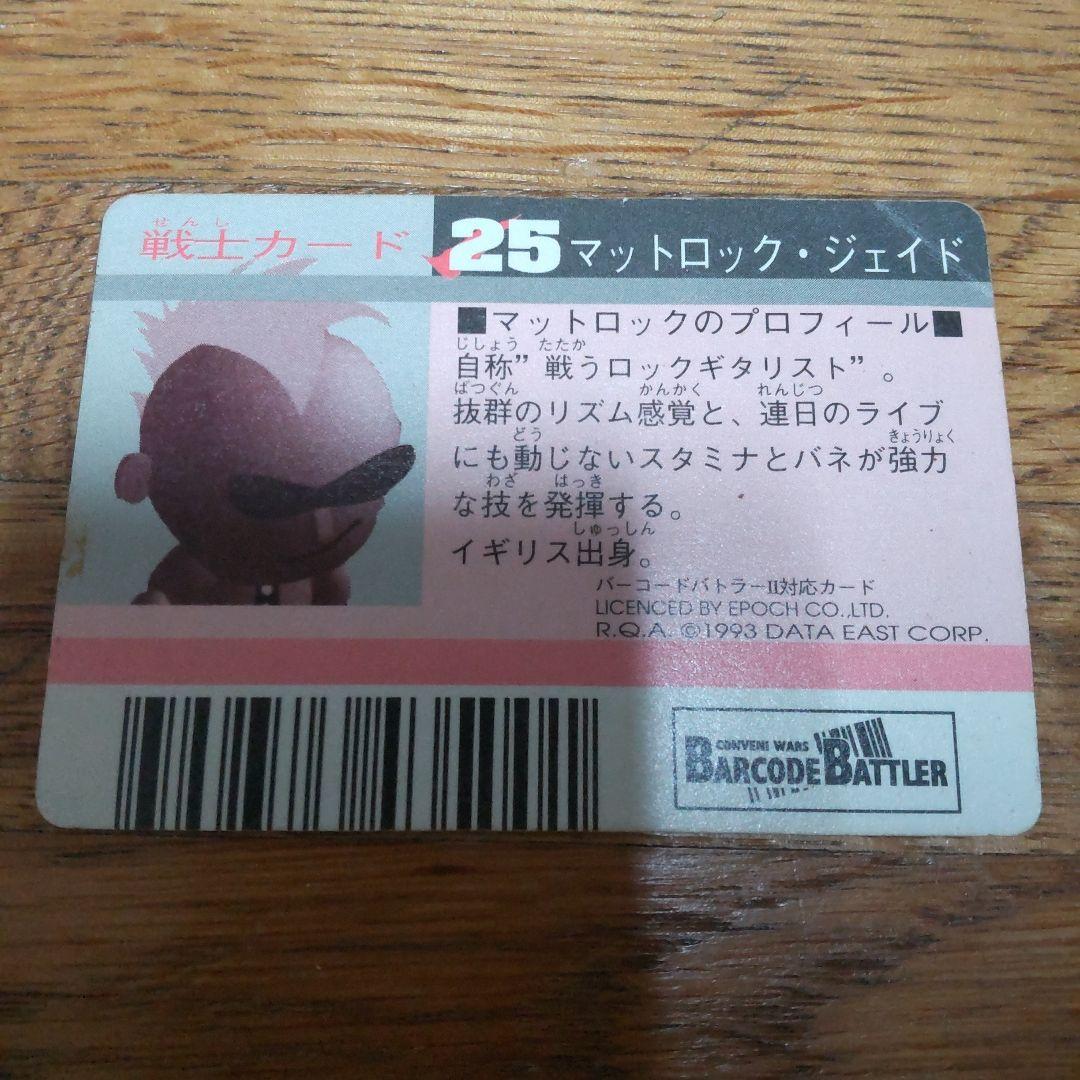 せんし
戦士カード
25 マットロック・ジェイド
■マットロックのプロフィール■
じしょう たたか
自称”戦うロックギタリスト”。
ばつぐん かんかく れんじつ
抜群のリズム感覚と、連日のライブ
どう きょうりょく
にも動じないスタミナとバネが強力
わざ はっき
な技を発揮する。
しゅっしん
イギリス出身。
バーコードバトラーII対応カード
LICENCED BY EPOCH CO.,LTD.
R.Q.A. ©1993 DATA EAST CORP.
CONVENI WARS
BARCODE BATTLER